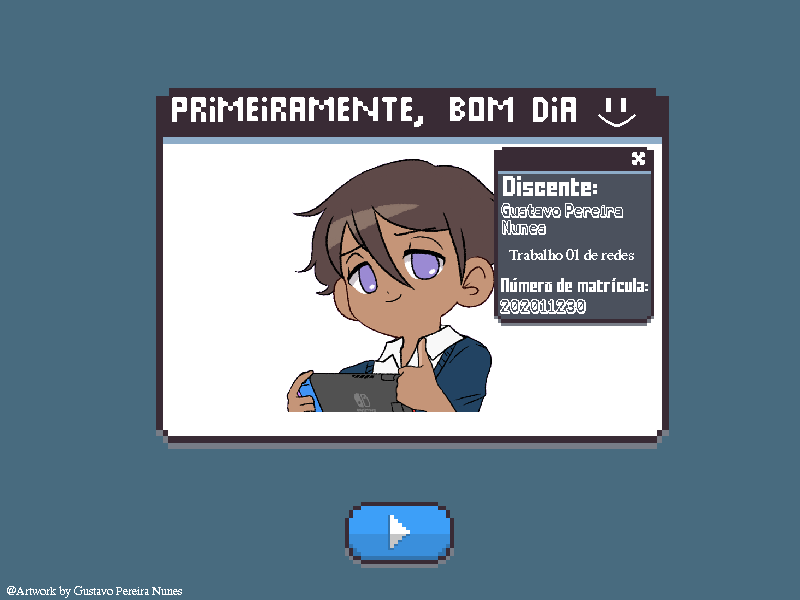 PRiMEiRAMENTE, BOM DiA
Discente:
Gustavo Pereira
Nunes
Trabalho 01 de redes
Número de matrícula:
202011230
@Artwork by Gustavo Pereira Nunes